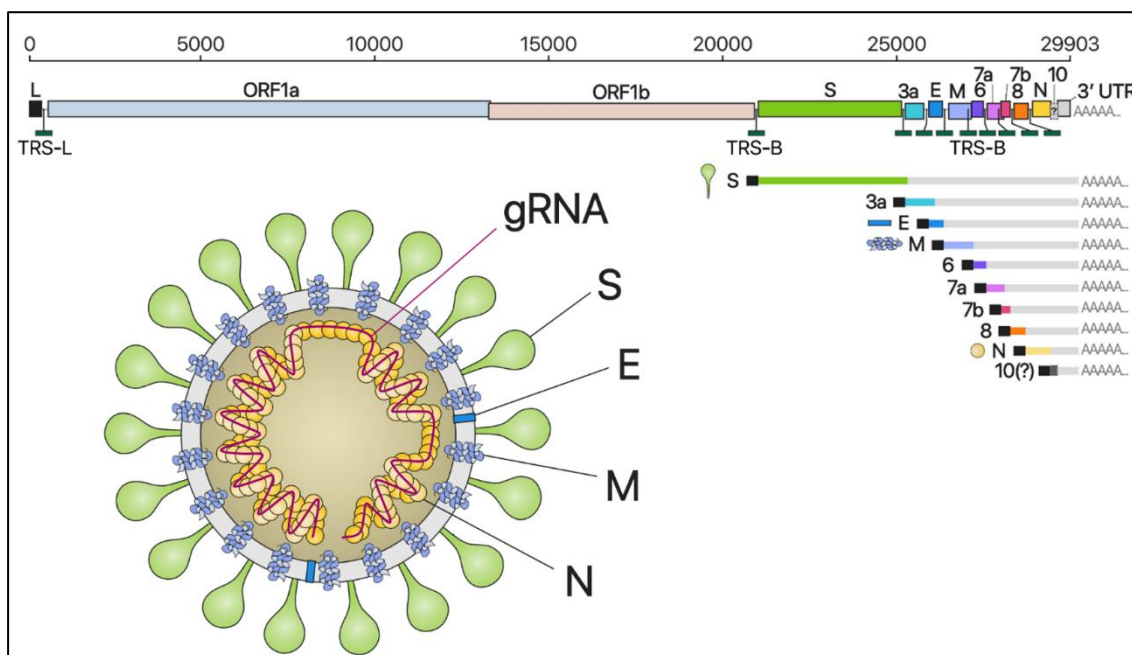 0 5000 10000 15000 20000 25000 29903
L ORF1a ORF1b S 3a E M 6 7a 7b 8 N 10 ? 3′ UTR AAAAA...
TRS-L TRS-B TRS-B
S AAAAA...
3a AAAAA...
E AAAAA...
M AAAAA...
6 AAAAA...
7a AAAAA...
7b AAAAA...
8 AAAAA...
N AAAAA...
10(?) AAAAA...
gRNA
S
E
M
N